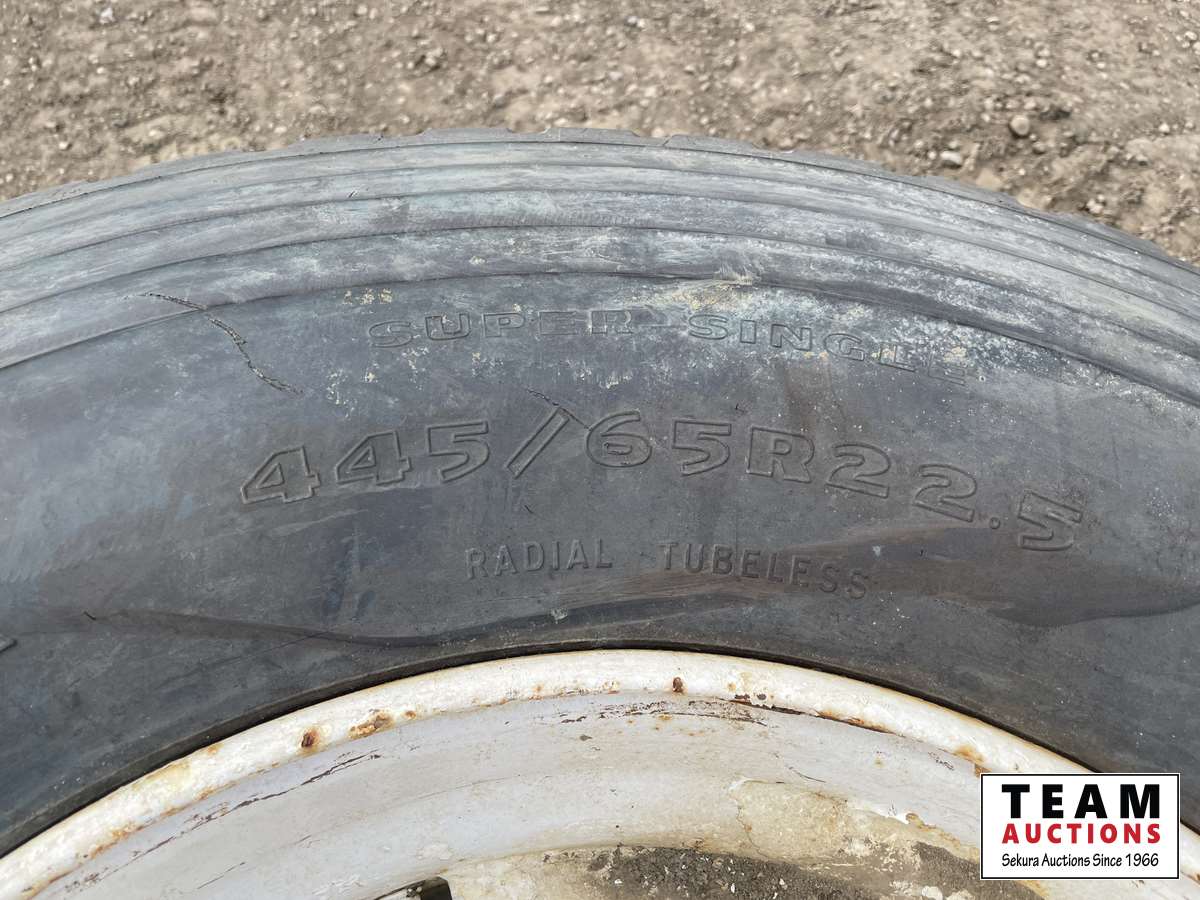 SUPER-SINGLE
445/65R22.5
RADIAL TUBELESS
TEAM
AUCTIONS
Sekura Auctions Since 1966